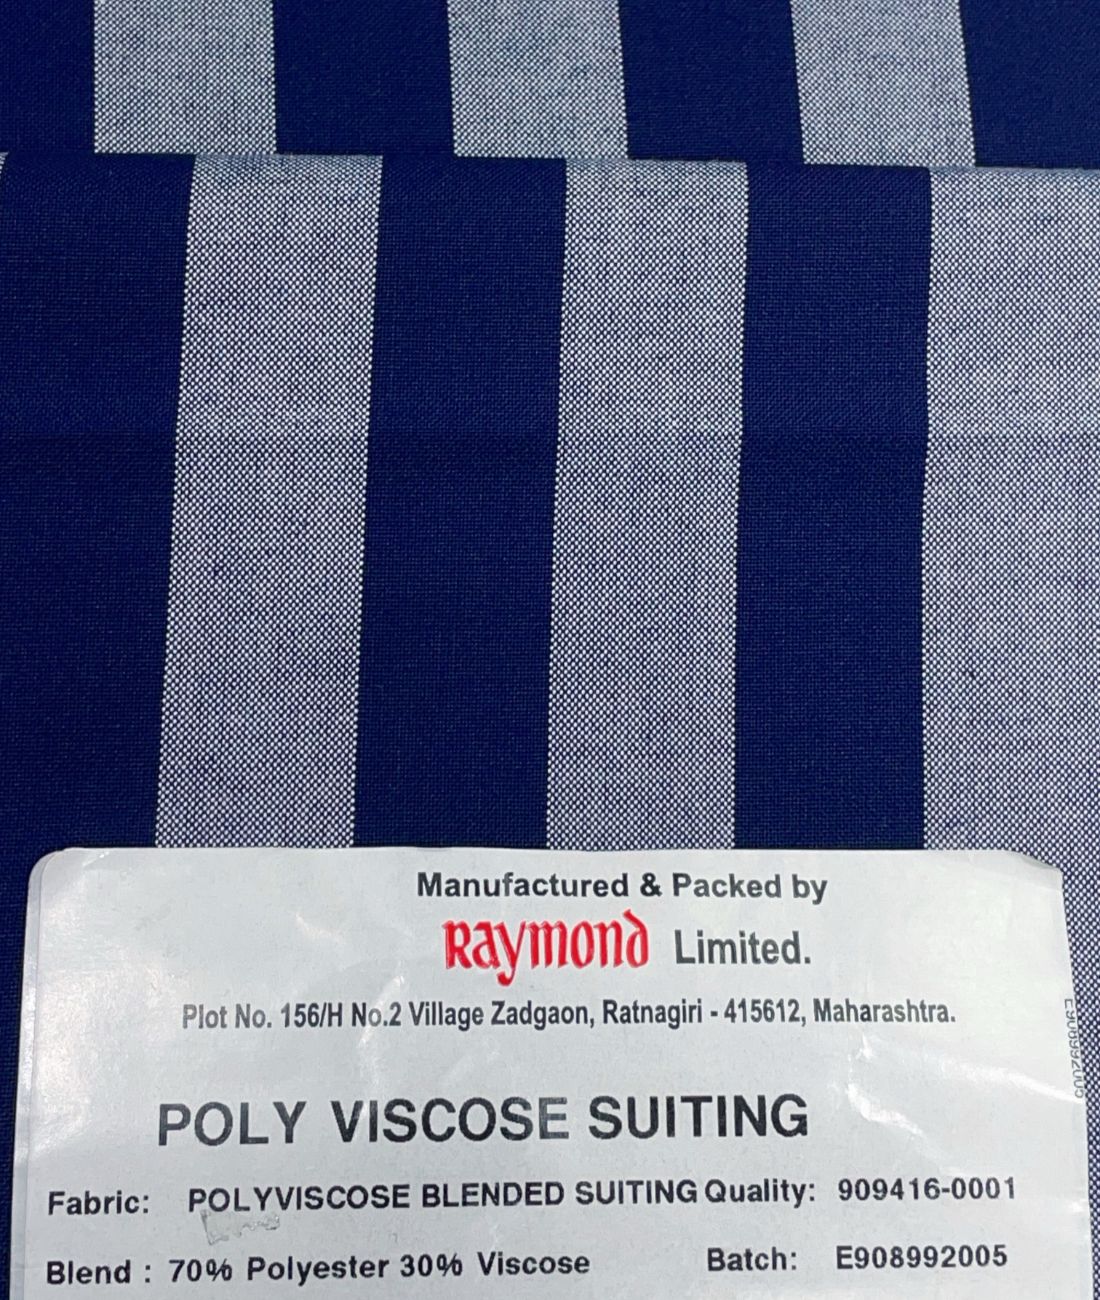 Manufactured & Packed by
Raymond Limited.
Plot No. 156/H No.2 Village Zadgaon, Ratnagiri - 415612, Maharashtra.
POLY VISCOSE SUITING
Fabric: POLYVISCOSE BLENDED SUITING Quality: 909416-0001
Blend : 70% Polyester 30% Viscose Batch: E908992005
E908992005